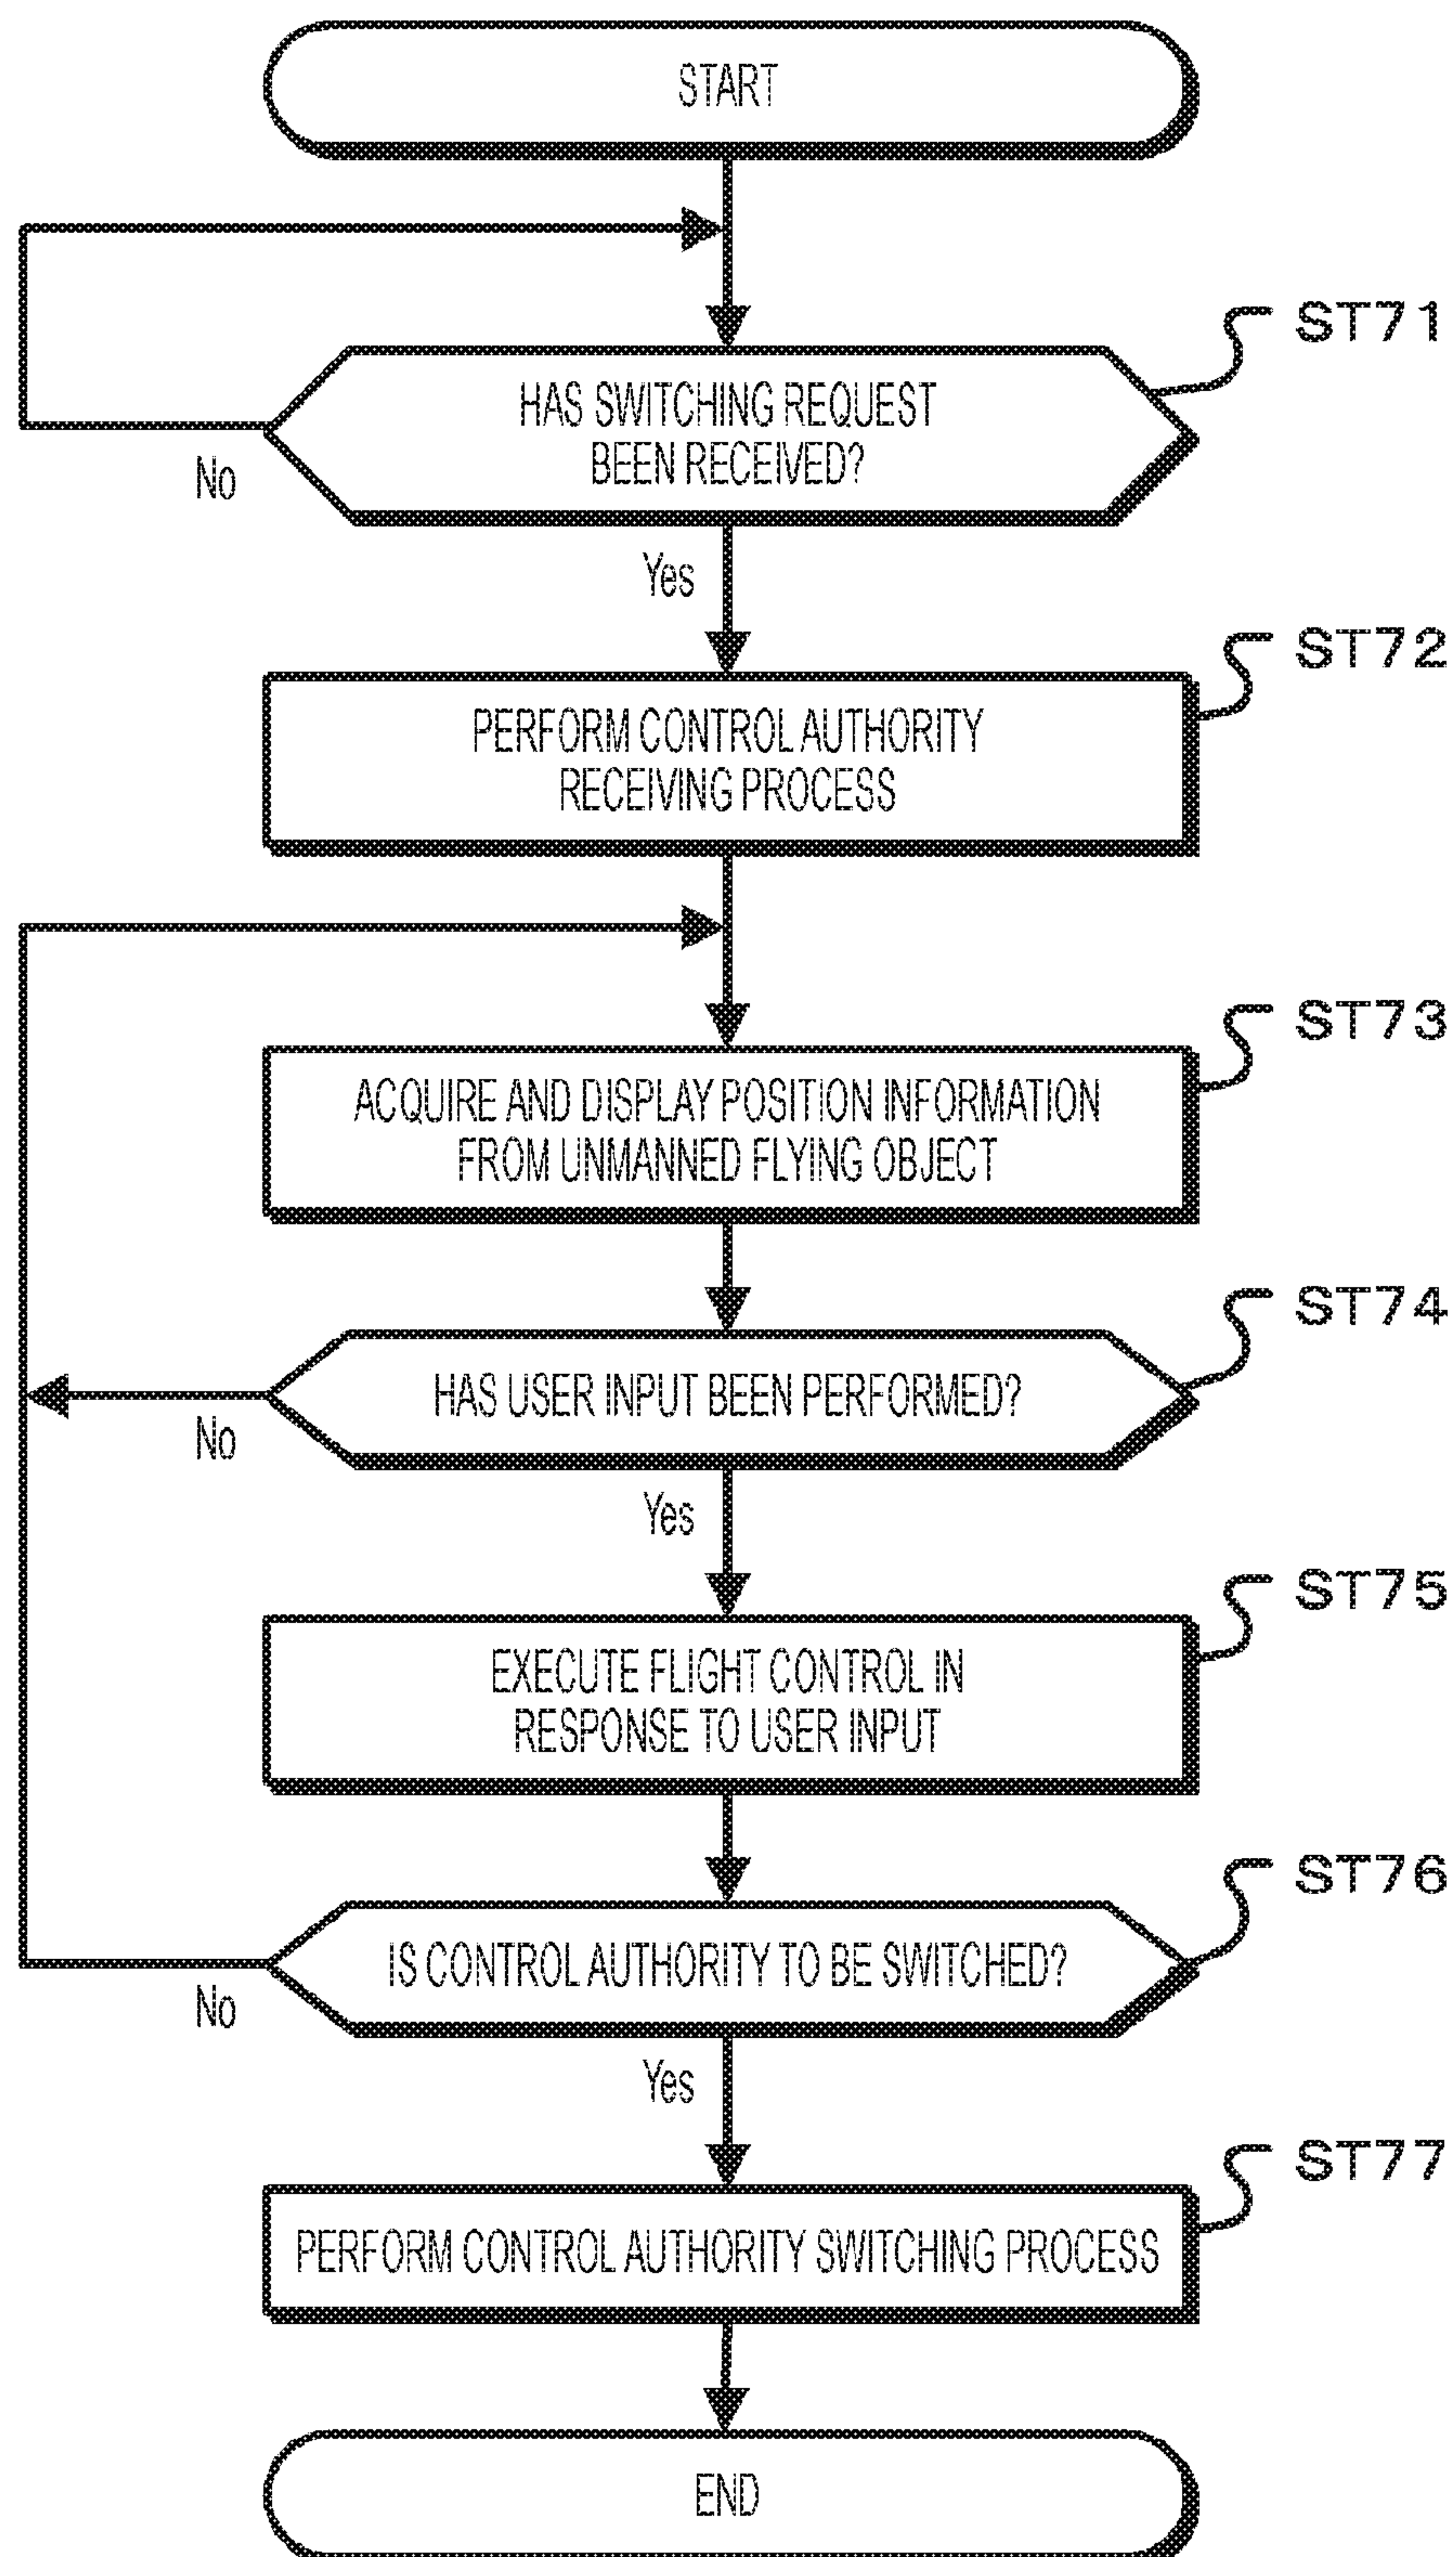 START
ST71
HAS SWITCHING REQUEST
BEEN RECEIVED?
No
Yes
ST72
PERFORM CONTROL AUTHORITY
RECEIVING PROCESS
ST73
ACQUIRE AND DISPLAY POSITION INFORMATION
FROM UNMANNED FLYING OBJECT
ST74
HAS USER INPUT BEEN PERFORMED?
No
Yes
ST75
EXECUTE FLIGHT CONTROL IN
RESPONSE TO USER INPUT
ST76
IS CONTROL AUTHORITY TO BE SWITCHED?
No
Yes
ST77
PERFORM CONTROL AUTHORITY SWITCHING PROCESS
END